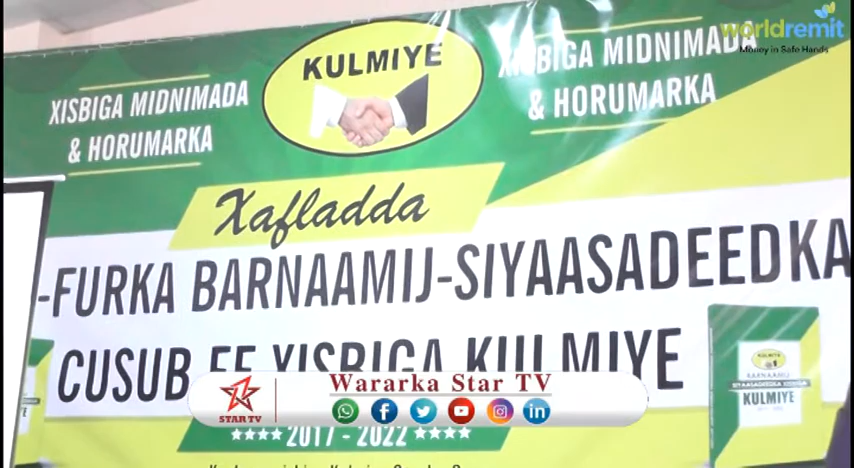 worldremit
Money in Safe Hands
KULMIYE
XISBIGA MIDNIMADA
& HORUMARKA
XISBIGA MIDNIMADA
& HORUMARKA
Xafladda
-FURKA BARNAAMIJ-SIYAASADEEDKA
CUSUB EE XISBIGA KULMIYE
KULMIYE
BARNAAMIJ
SIYAASADEEDKA XISBIGA
KULMIYE
Wararka Star TV
STAR TV
2017 - 2022